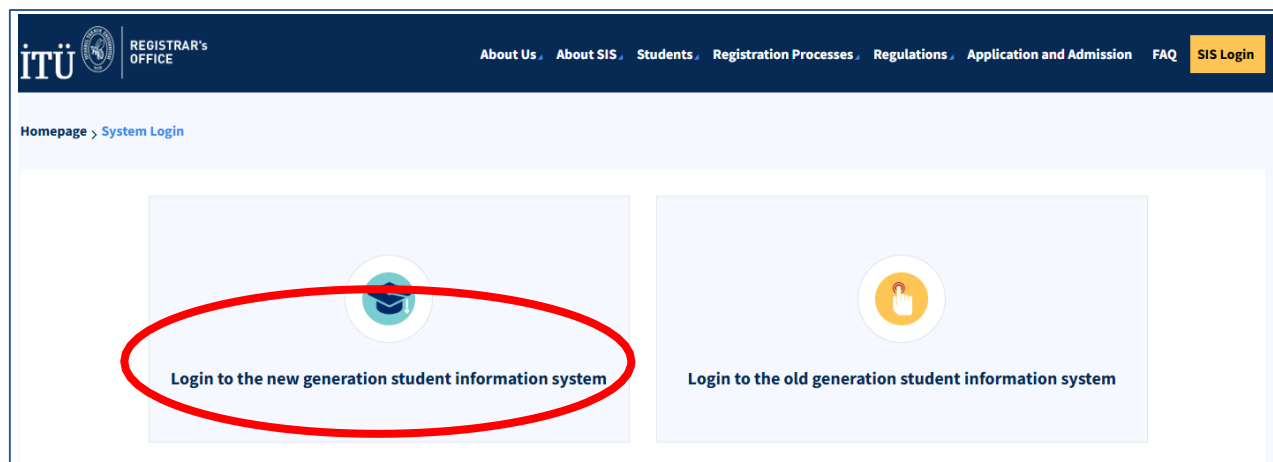 İTÜ
REGISTRAR's
OFFICE
About Us About SIS Students Registration Processes Regulations Application and Admission FAQ SIS Login
Homepage > System Login
Login to the new generation student information system
Login to the old generation student information system